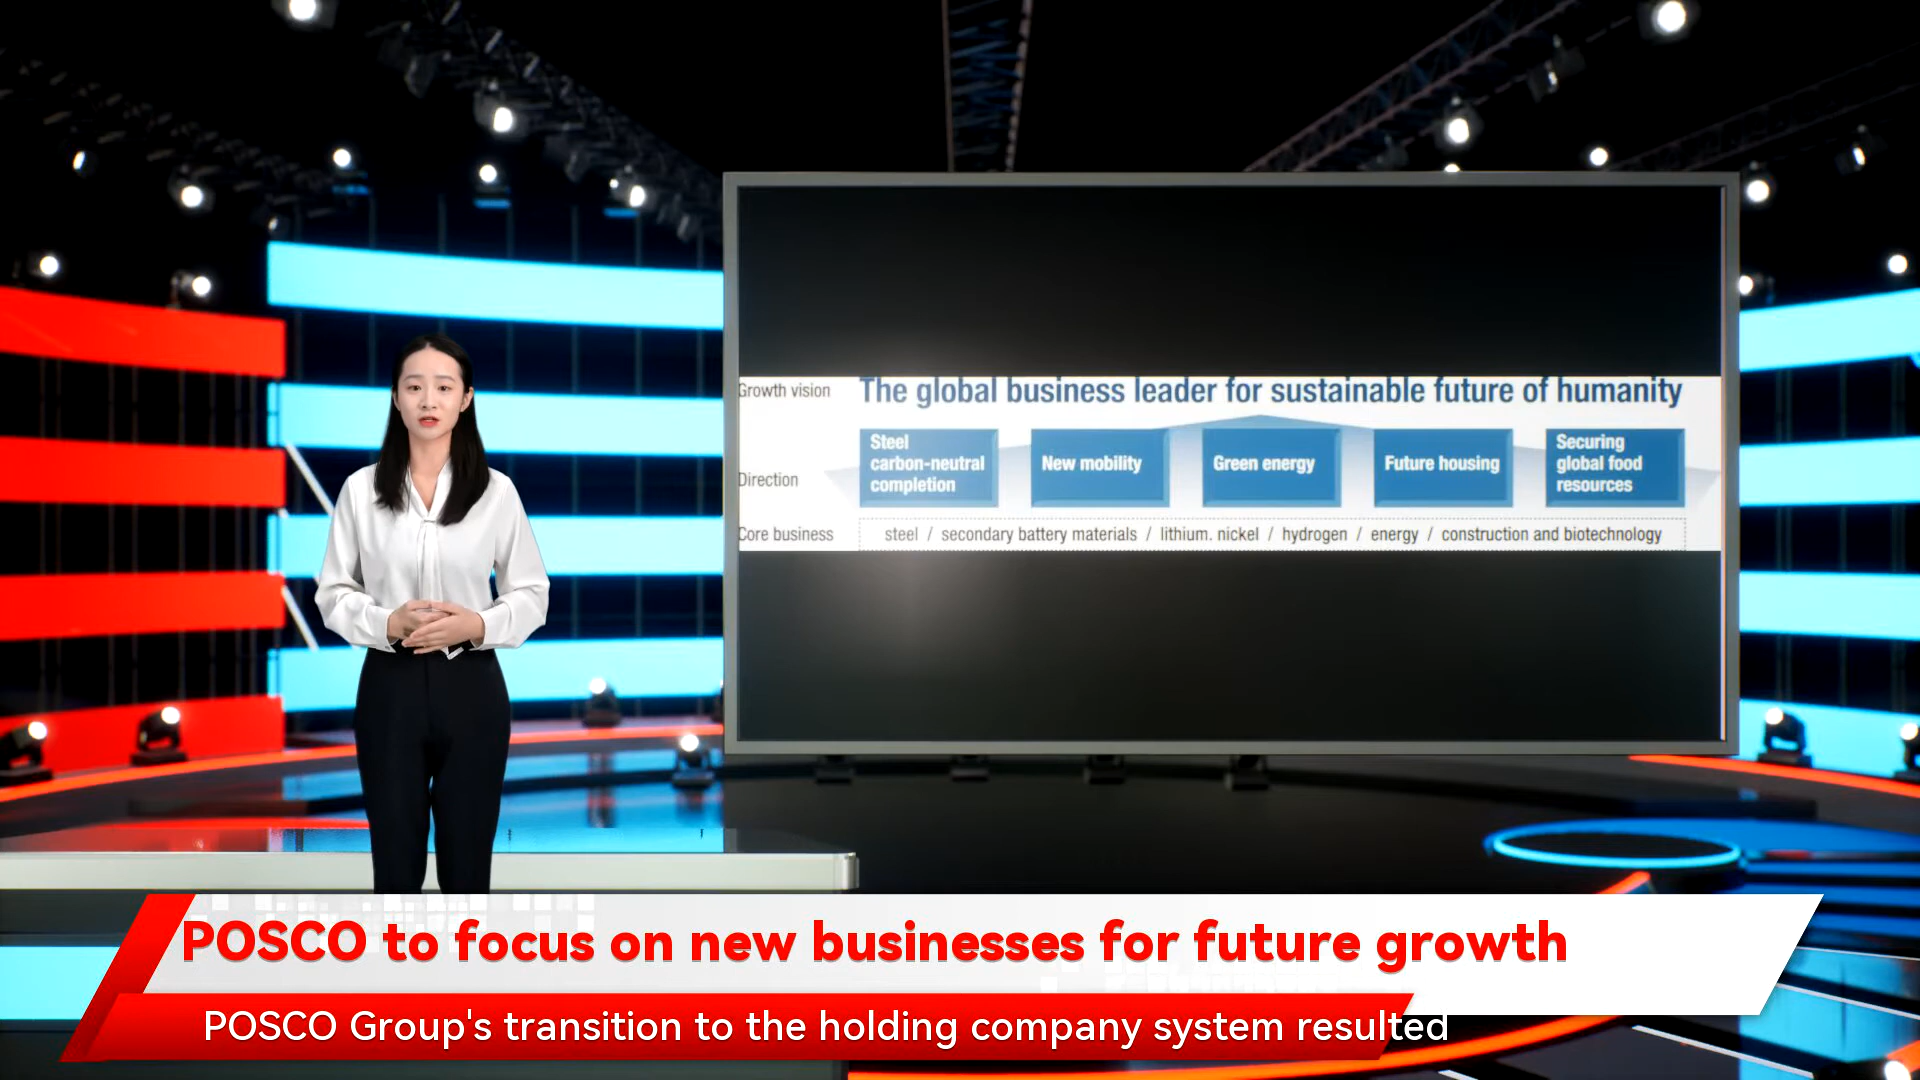 Growth vision
The global business leader for sustainable future of humanity
Direction
Steel
carbon-neutral
completion
New mobility
Green energy
Future housing
Securing
global food
resources
Core business
steel / secondary battery materials / lithium. nickel / hydrogen / energy / construction and biotechnology
POSCO to focus on new businesses for future growth
POSCO Group's transition to the holding company system resulted